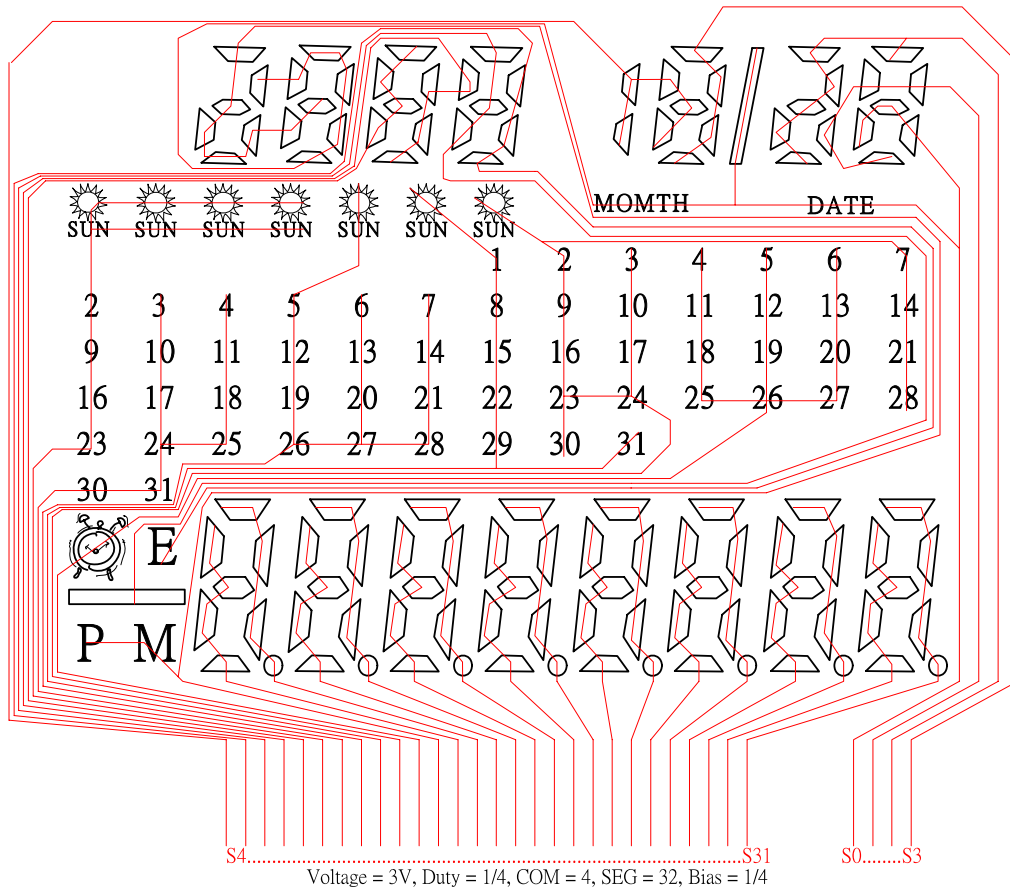 MOMTH DATE
SUN SUN SUN SUN SUN SUN SUN
1 2 3 4 5 6 7
2 3 4 5 6 7 8 9 10 11 12 13 14
9 10 11 12 13 14 15 16 17 18 19 20 21
16 17 18 19 20 21 22 23 24 25 26 27 28
23 24 25 26 27 28 29 30 31
30 31
E
P M
S4...........................................................................................................S31 S0........S3
Voltage = 3V, Duty = 1/4, COM = 4, SEG = 32, Bias = 1/4